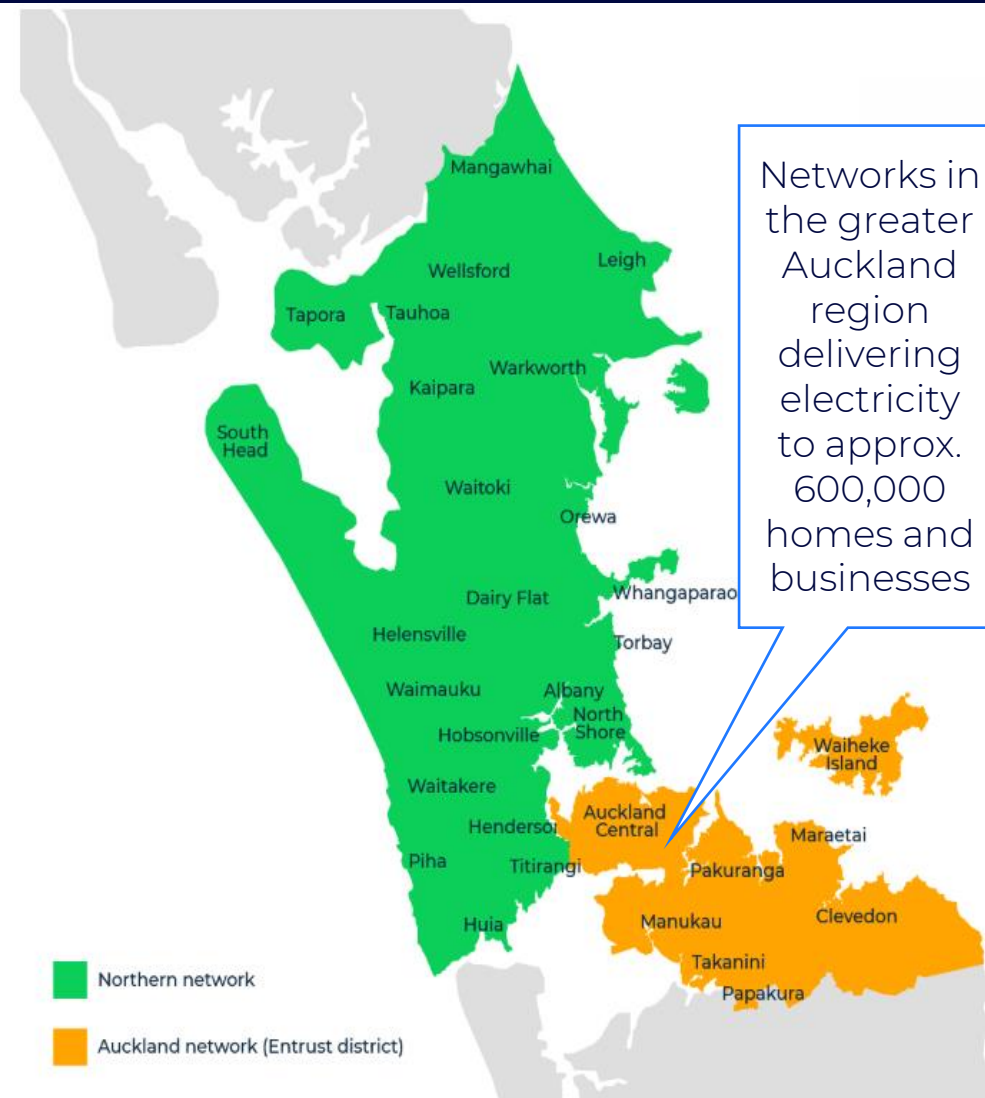 Mangawhai
Networks in
the greater
Auckland
region
delivering
electricity
to approx.
600,000
homes and
businesses
Wellsford
Leigh
Tapora
Tauhoa
Warkworth
Kaipara
South
Head
Waitoki
Orewa
Dairy Flat
Whangaparao
Helensville
Torbay
Waimauku
Albany
North
Shore
Hobsonville
Waiheke
Island
Waitakere
Auckland
Central
Hendersoi
Maraetai
Piha
Titirangi
Pakuranga
Huia
Manukau
Clevedon
Takanini
Papakura
Northern network
Auckland network (Entrust district)